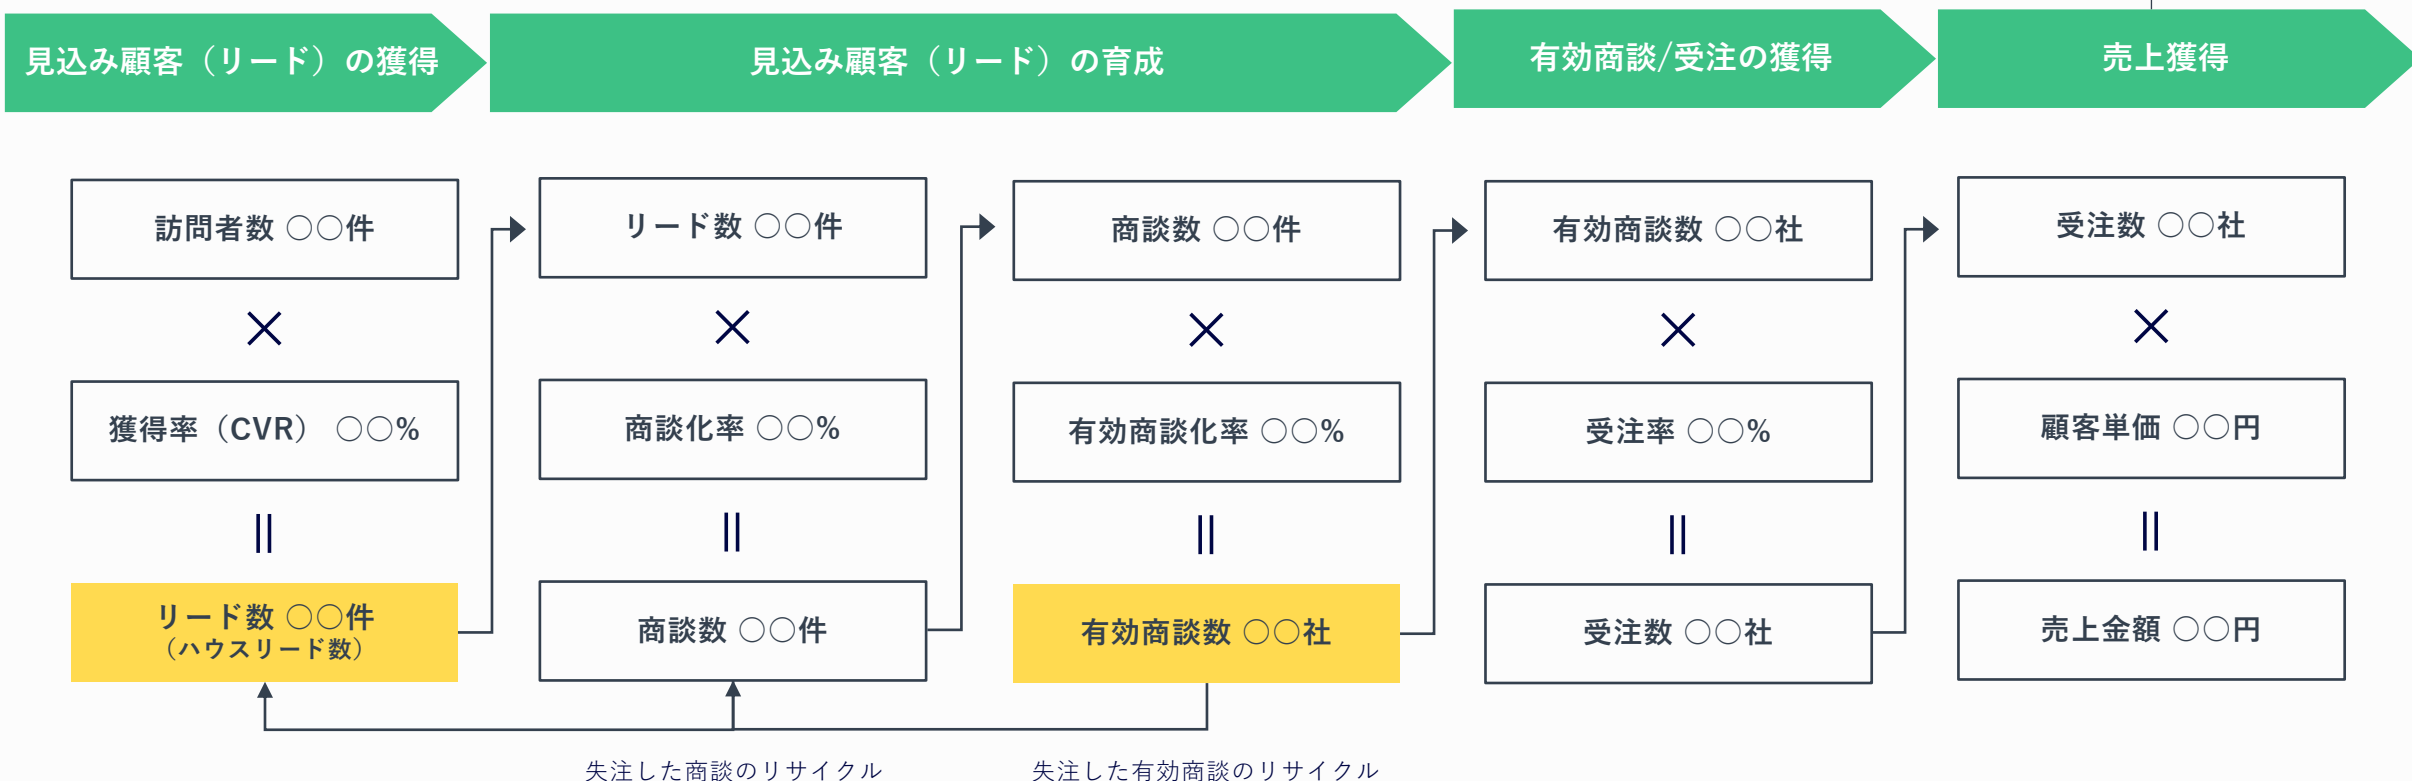 見込み顧客（リード）の獲得
見込み顧客（リード）の育成
有効商談/受注の獲得
売上獲得
訪問者数 〇〇件
×
獲得率（CVR） 〇〇%
=
リード数 〇〇件
（ハウスリード数）
リード数 〇〇件
×
商談化率 〇〇%
=
商談数 〇〇件
商談数 〇〇件
×
有効商談化率 〇〇%
=
有効商談数 〇〇社
有効商談数 〇〇社
×
受注率 〇〇%
=
受注数 〇〇社
受注数 〇〇社
×
顧客単価 〇〇円
=
売上金額 〇〇円
失注した商談のリサイクル
失注した有効商談のリサイクル